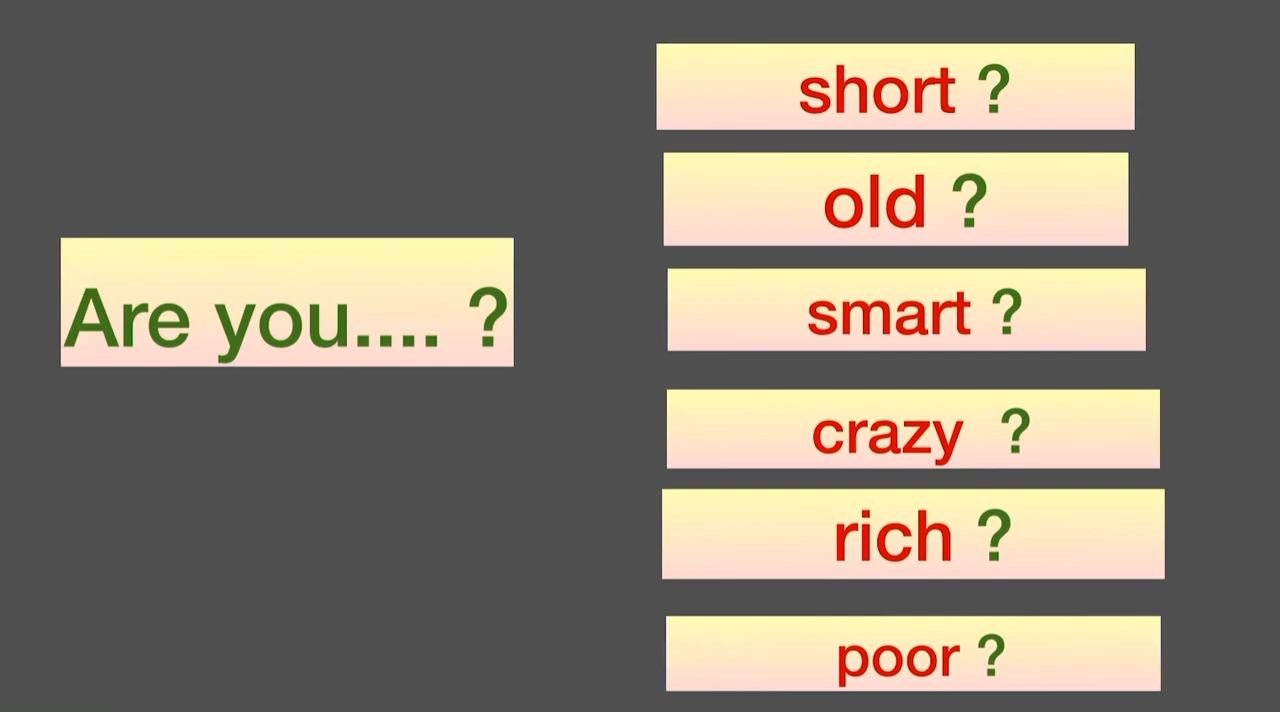 Are you.... ?
short ?
old ?
smart ?
crazy ?
rich ?
poor ?